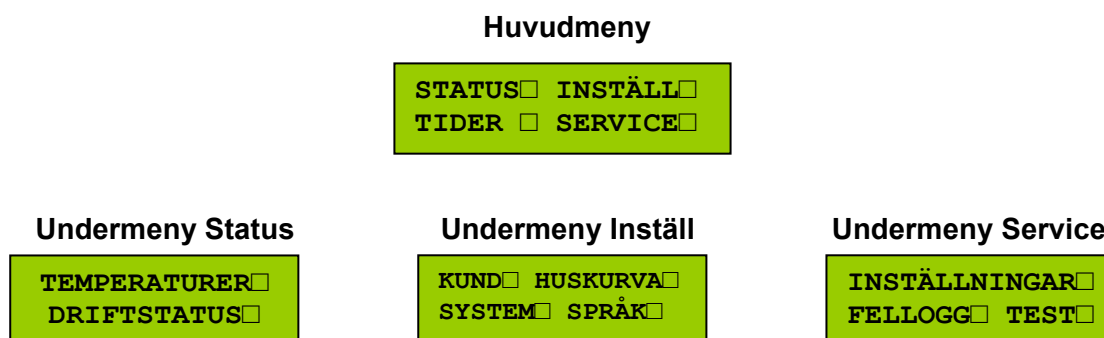 Huvudmeny
STATUS□ INSTÄLL□
TIDER □ SERVICE□
Undermeny Status
TEMPERATURER□
DRIFTSTATUS□
Undermeny Inställ
KUND□ HUSKURVA□
SYSTEM□ SPRÅK□
Undermeny Service
INSTÄLLNINGAR□
FELLOGG□ TEST□